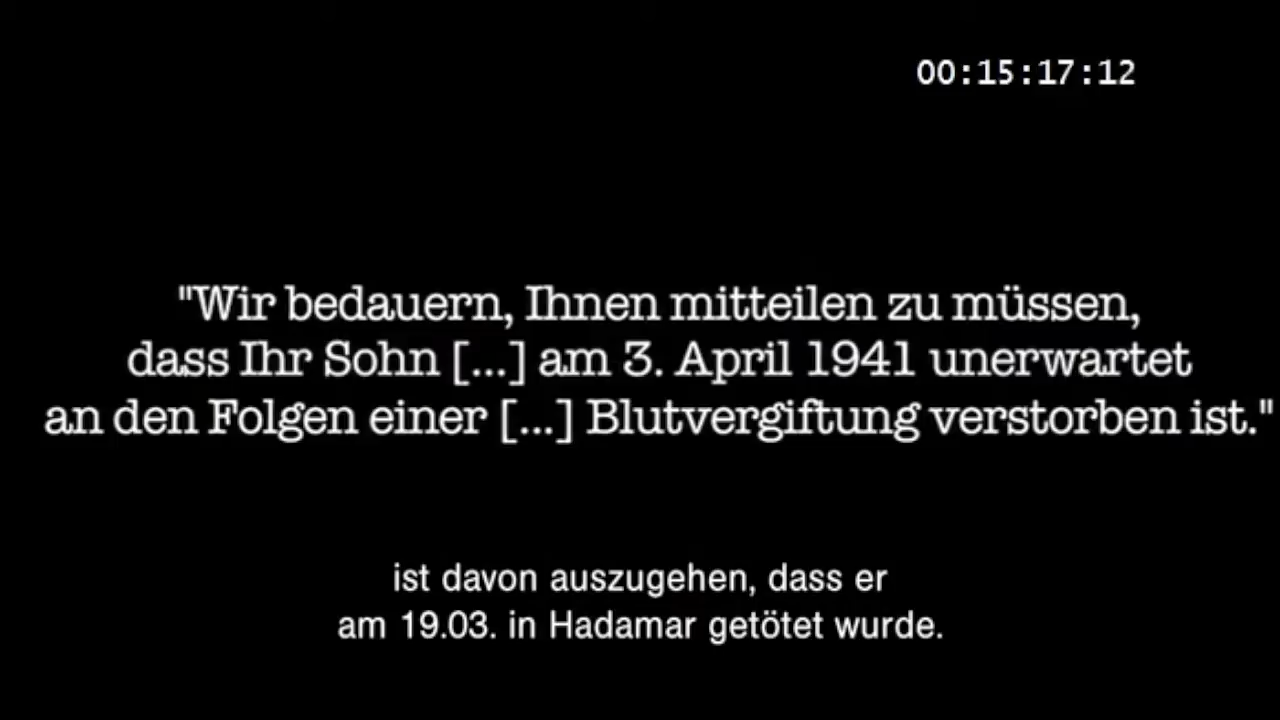 00:15:17:12
"Wir bedauern, Ihnen mitteilen zu müssen,
dass Ihr Sohn [...] am 3. April 1941 unerwartet
an den Folgen einer [...] Blutvergiftung verstorben ist."
ist davon auszugehen, dass er
am 19.03. in Hadamar getötet wurde.